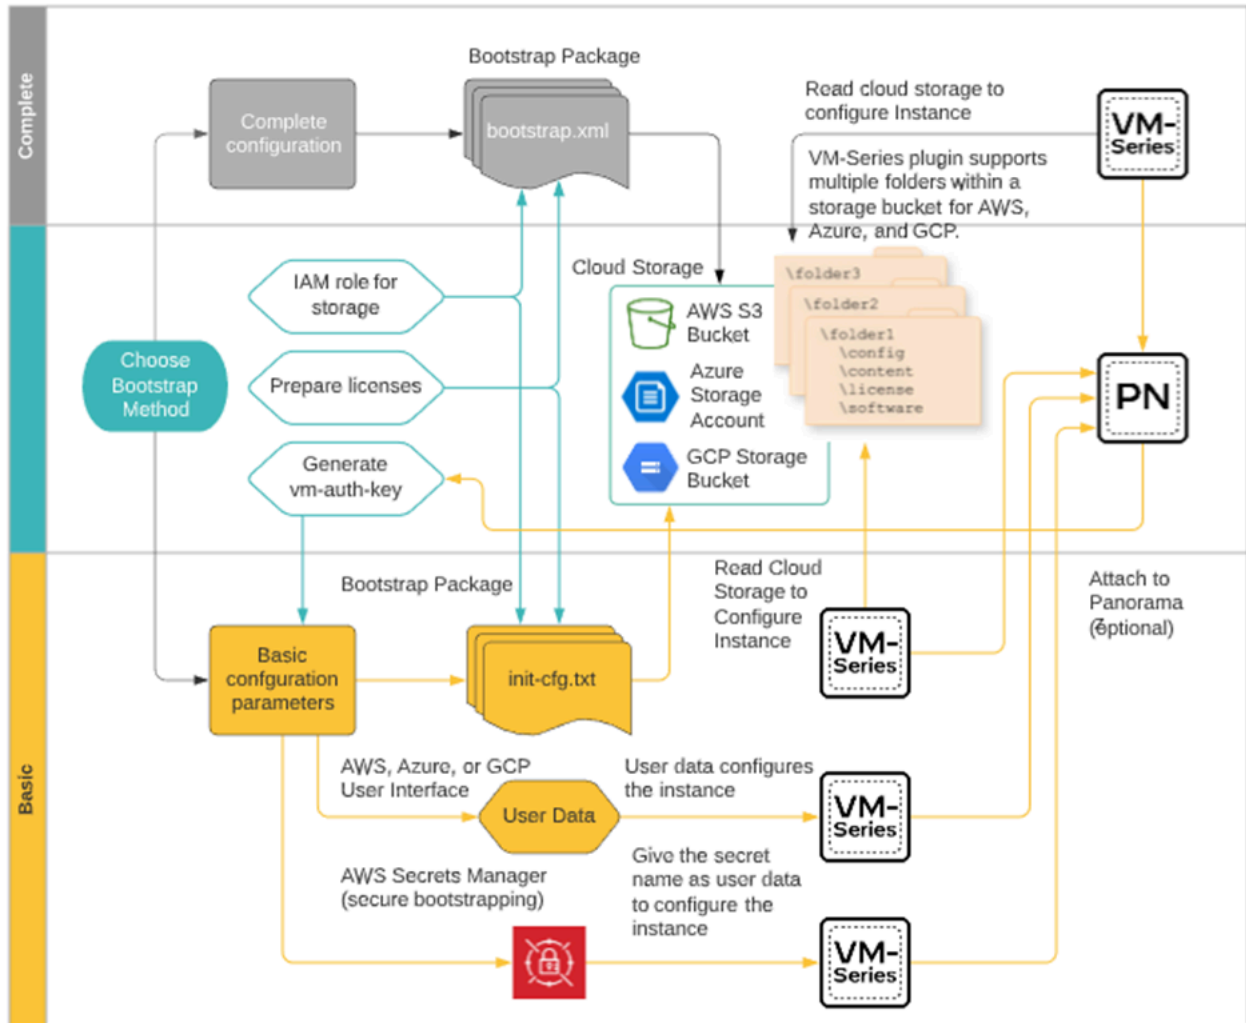 Complete
Bootstrap Package
Complete
configuration
bootstrap.xml
Read cloud storage to
configure Instance
VM-
Series
VM-Series plugin supports
multiple folders within a
storage bucket for AWS,
Azure, and GCP.
IAM role for
storage
Cloud Storage
AWS S3
Bucket
Azure
Storage
Account
GCP Storage
Bucket
\folder3
\folder2
\folder1
\config
\content
\license
\software
Choose
Bootstrap
Method
Prepare licenses
PN
Generate
vm-auth-key
Basic
Bootstrap Package
Basic
confguration
parameters
init-cfg.txt
Read Cloud
Storage to
Configure
Instance
VM-
Series
Attach to
Panorama
(optional)
AWS, Azure, or GCP
User Interface
User Data
User data configures
the instance
VM-
Series
AWS Secrets Manager
(secure bootstrapping)
Give the secret
name as user data
to configure the
instance
VM-
Series